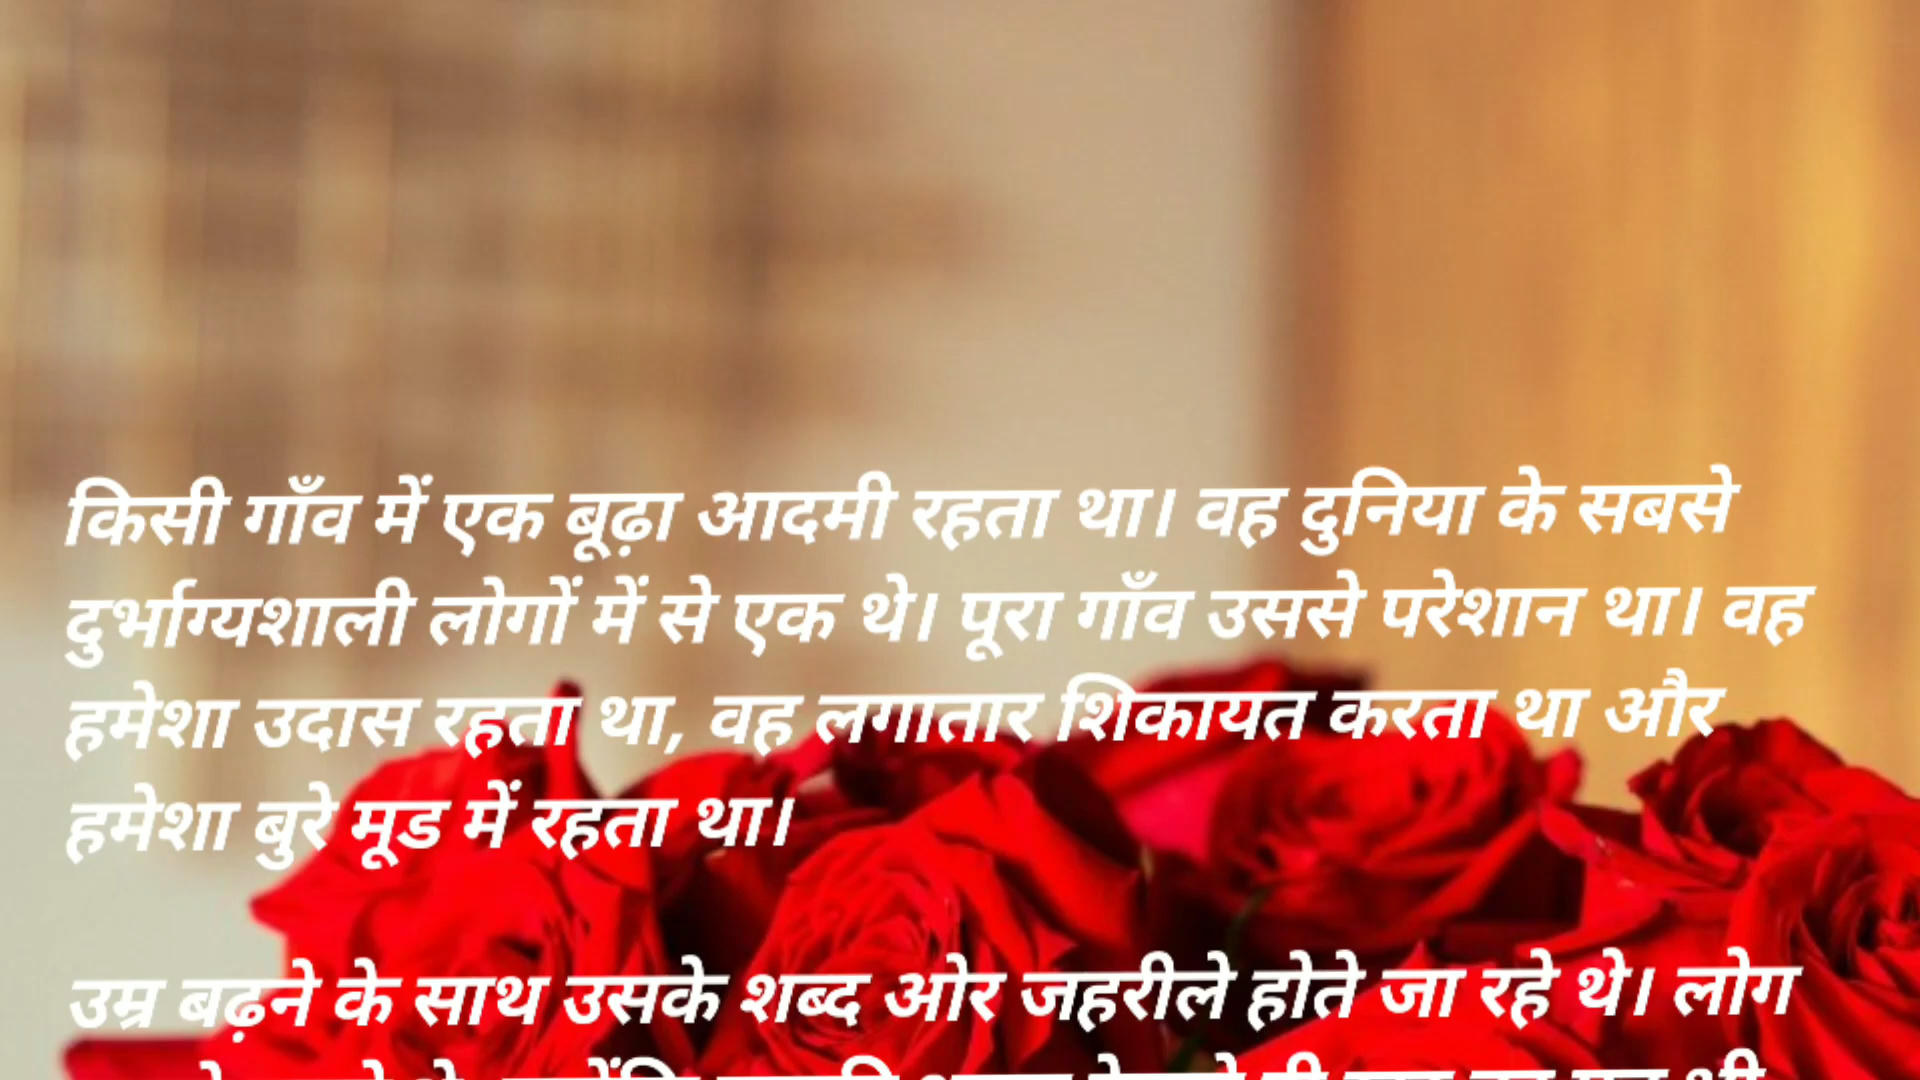 किसी गाँव में एक बूढ़ा आदमी रहता था। वह दुनिया के सबसे
दुर्भाग्यशाली लोगों में से एक थे। पूरा गाँव उससे परेशान था। वह
हमेशा उदास रहता था, वह लगातार शिकायत करता था और
हमेशा बुरे मूड में रहता था।
उम्र बढ़ने के साथ उसके शब्द ओर जहरीले होते जा रहे थे। लोग